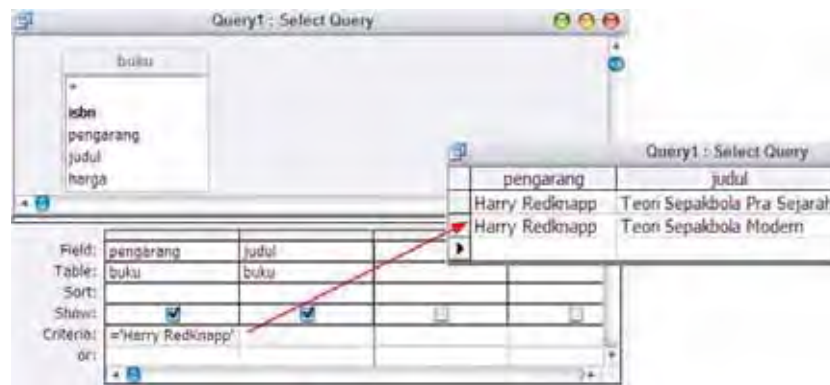 Query1 : Select Query
buku
*
isbn
pengarang
judul
harga
Query1 : Select Query
pengarang judul
Harry Redknapp Teori Sepakbola Pra Sejarah
Harry Redknapp Teori Sepakbola Modern
Field: pengarang judul
Table: buku buku
Sort:
Show:
Criteria: ='Harry RedKnapp'
or: